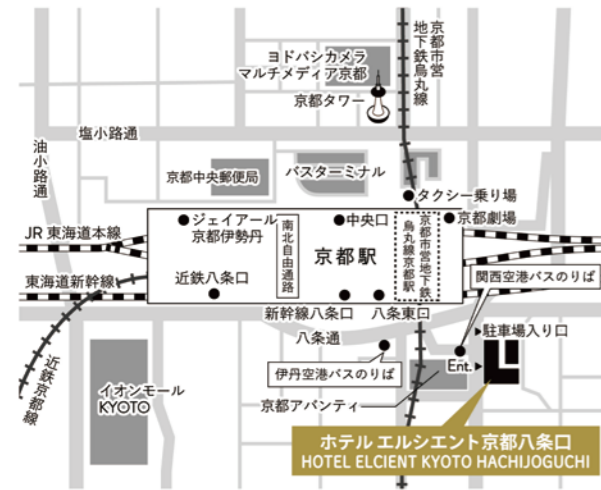 ヨドバシカメラ
マルチメディア京都
京都タワー
京都市営
地下鉄烏丸線
塩小路通
油小路通
京都中央郵便局
バスターミナル
タクシー乗り場
ジェイアール
京都伊勢丹
中央口
京都劇場
JR 東海道本線
南北自由通路
京都駅
京都市営地下鉄
烏丸線京都駅
東海道新幹線
近鉄八条口
関西空港バスのりば
新幹線八条口
八条東口
八条通
駐車場入り口
伊丹空港バスのりば
Ent.
近鉄京都線
イオンモール
KYOTO
京都アバンティ
ホテル エルシエント京都八条口
HOTEL ELCIENT KYOTO HACHIJOGUCHI